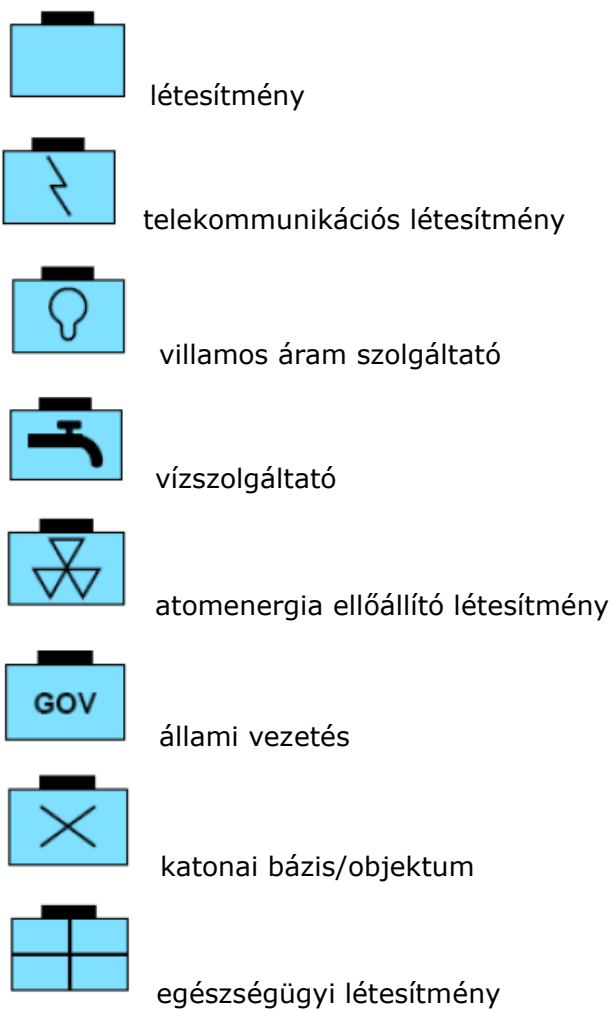 létesítmény
telekommunikációs létesítmény
villamos áram szolgáltató
vízszolgáltató
atomenergia ellőállító létesítmény
GOV
állami vezetés
katonai bázis/objektum
egészségügyi létesítmény